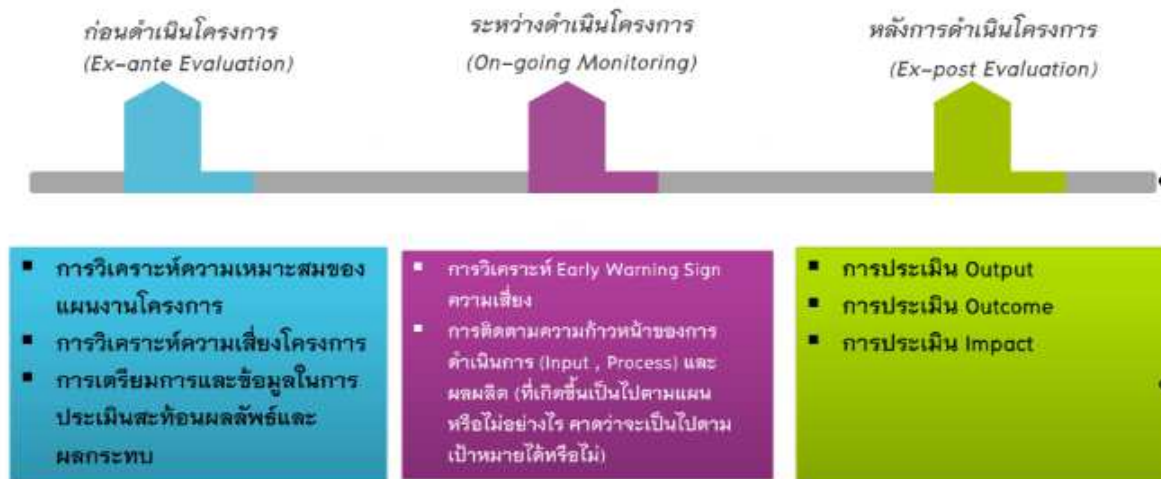 ก่อนดำเนินโครงการ
(Ex-ante Evaluation)
ระหว่างดำเนินโครงการ
(On-going Monitoring)
หลังการดำเนินโครงการ
(Ex-post Evaluation)
▪ การวิเคราะห์ความเหมาะสมของ
แผนงานโครงการ
▪ การวิเคราะห์ความเสี่ยงโครงการ
▪ การเตรียมการและข้อมูลในการ
ประเมินสะท้อนผลลัพธ์และ
ผลกระทบ
▪ การวิเคราะห์ Early Warning Sign
ความเสี่ยง
▪ การติดตามความก้าวหน้าของการ
ดำเนินการ (Input , Process) และ
ผลผลิต (ที่เกิดขึ้นเป็นไปตามแผน
หรือไม่อย่างไร คาดว่าจะเป็นไปตาม
เป้าหมายได้หรือไม่)
▪ การประเมิน Output
▪ การประเมิน Outcome
▪ การประเมิน Impact